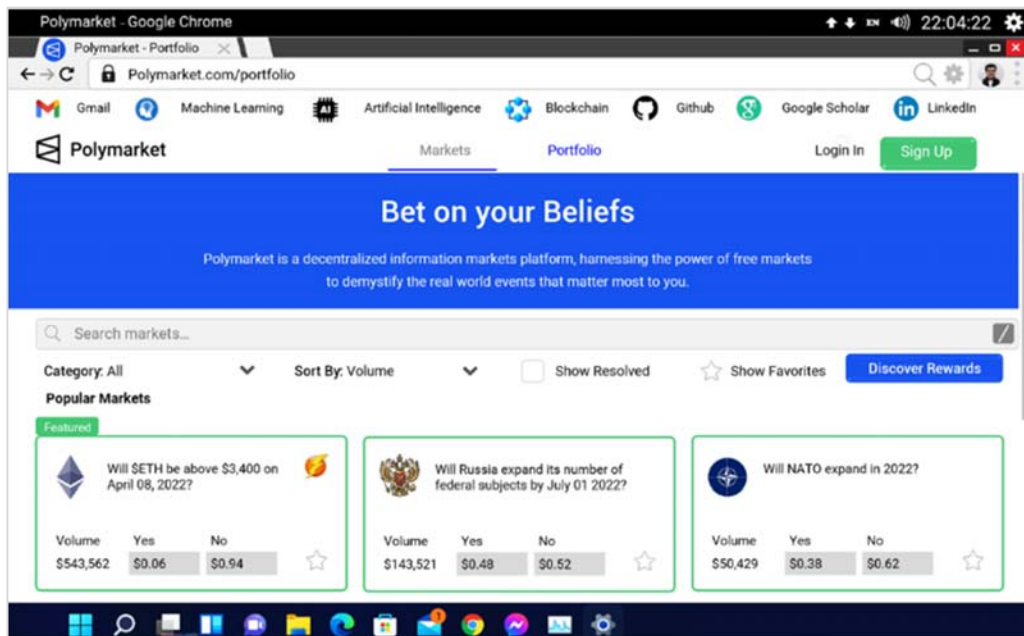 Polymarket - Google Chrome
22:04:22
Polymarket - Portfolio
Polymarket.com/portfolio
Gmail Machine Learning Artificial Intelligence Blockchain Github Google Scholar LinkedIn
Polymarket Markets Portfolio Login In Sign Up
Bet on your Beliefs
Polymarket is a decentralized information markets platform, harnessing the power of free markets
to demystify the real world events that matter most to you.
Search markets...
Category: All Sort By: Volume Show Resolved Show Favorites Discover Rewards
Popular Markets
Featured
Will $ETH be above $3,400 on
April 08, 2022?
Volume Yes No
$543,562 $0.06 $0.94
Will Russia expand its number of
federal subjects by July 01 2022?
Volume Yes No
$143,521 $0.48 $0.52
Will NATO expand in 2022?
Volume Yes No
$50,429 $0.38 $0.62